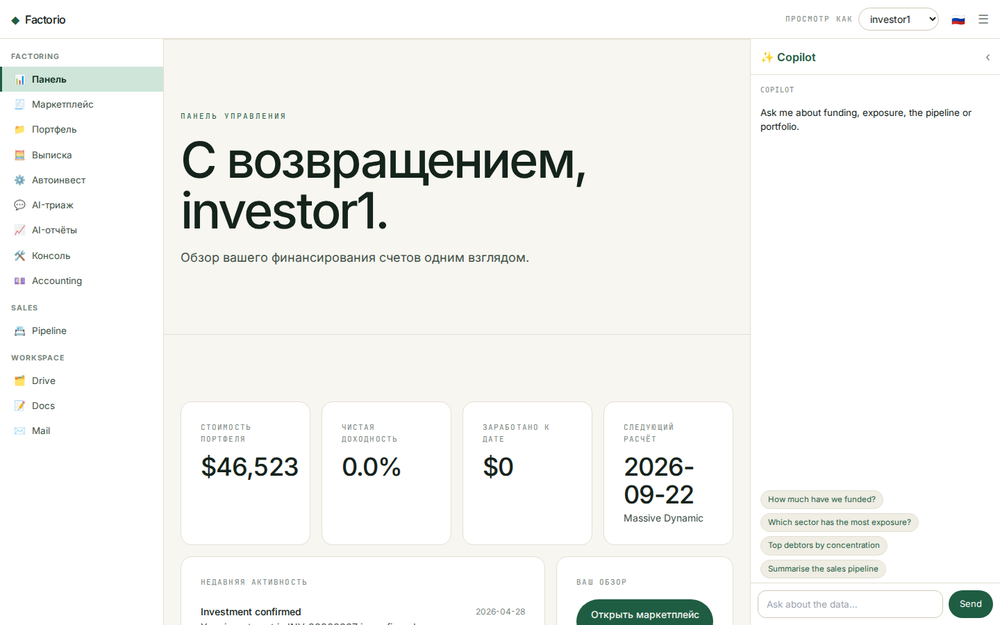 Factorio
ПРОСМОТР КАК
investor1
FACTORING
Панель
Маркетплейс
Портфель
Выписка
Автоинвест
AI-триаж
AI-отчёты
Консоль
Accounting
SALES
Pipeline
WORKSPACE
Drive
Docs
Mail
ПАНЕЛЬ УПРАВЛЕНИЯ
С возвращением,
investor1.
Обзор вашего финансирования счетов одним взглядом.
СТОИМОСТЬ
ПОРТФЕЛЯ
$46,523
ЧИСТАЯ
ДОХОДНОСТЬ
0.0%
ЗАРАБОТАНО К
ДАТЕ
$0
СЛЕДУЮЩИЙ
РАСЧЁТ
2026-
09-22
Massive Dynamic
НЕДАВНЯЯ АКТИВНОСТЬ
Investment confirmed
2026-04-28
ВАШ ОБЗОР
Открыть маркетплейс
✨ Copilot
COPILOT
Ask me about funding, exposure, the pipeline or
portfolio.
How much have we funded?
Which sector has the most exposure?
Top debtors by concentration
Summarise the sales pipeline
Ask about the data...
Send